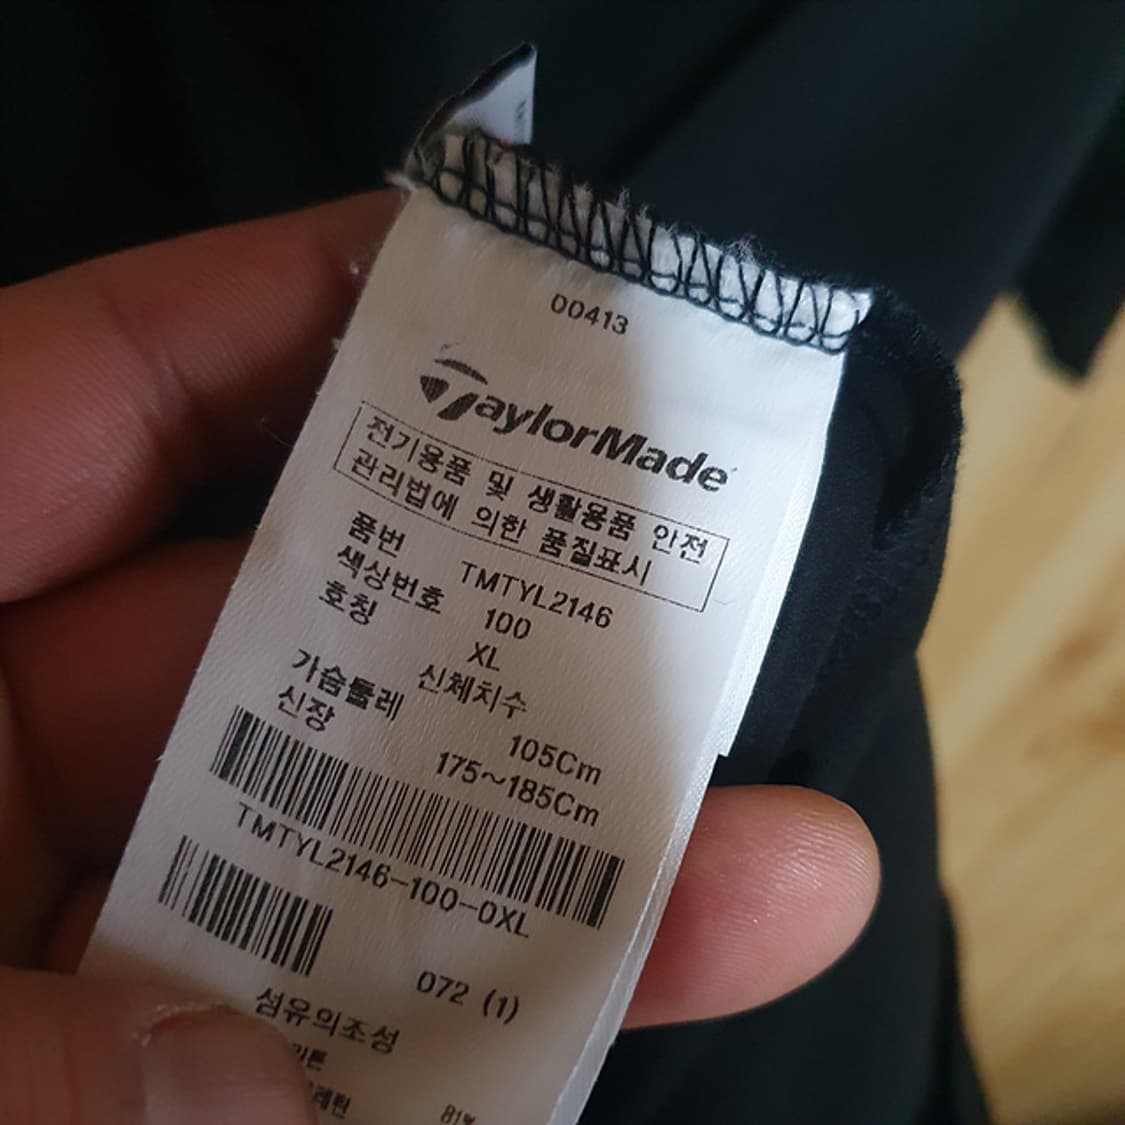 00413
TaylorMade
전기용품 및 생활용품 안전
관리법에 의한 품질표시
품번 TMTYL2146
색상번호 100
호칭 XL
신체치수
가슴둘레 105Cm
신장 175~185Cm
TMTYL2146-100-0XL
072 (1)
섬유의조성
81%